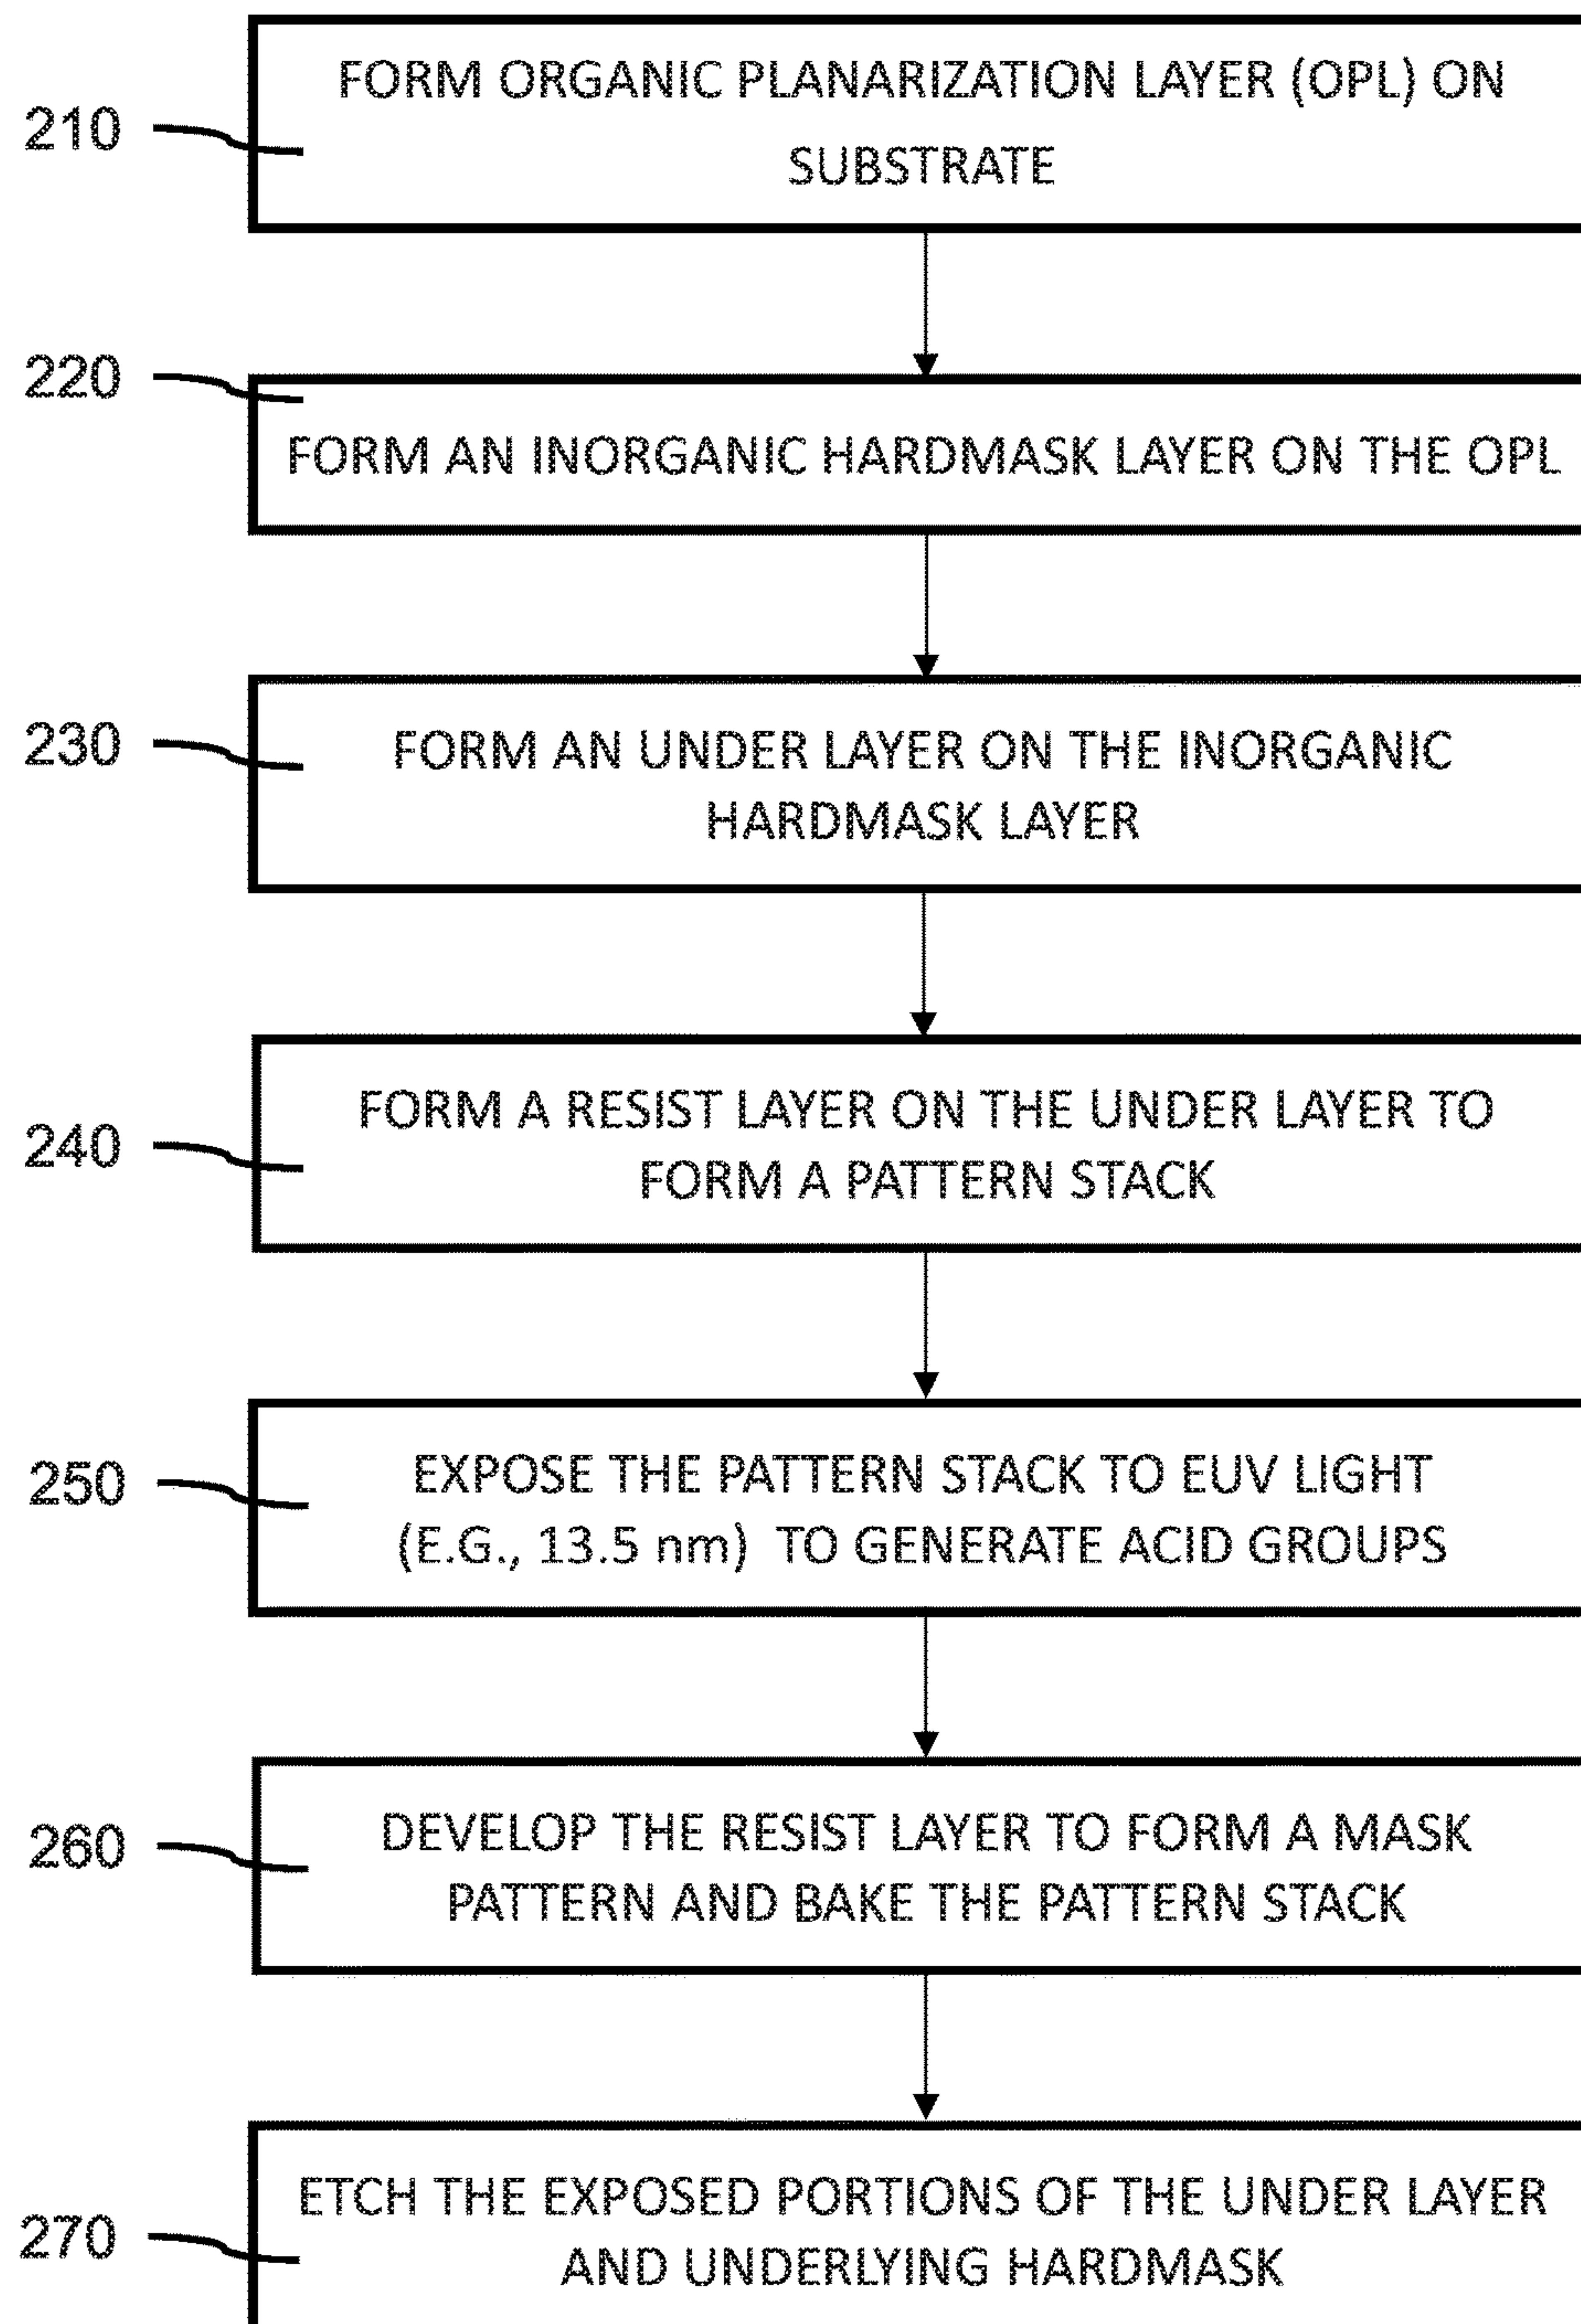 210
FORM ORGANIC PLANARIZATION LAYER (OPL) ON
SUBSTRATE
220
FORM AN INORGANIC HARDMASK LAYER ON THE OPL
230
FORM AN UNDER LAYER ON THE INORGANIC
HARDMASK LAYER
240
FORM A RESIST LAYER ON THE UNDER LAYER TO
FORM A PATTERN STACK
250
EXPOSE THE PATTERN STACK TO EUV LIGHT
(E.G., 13.5 nm) TO GENERATE ACID GROUPS
260
DEVELOP THE RESIST LAYER TO FORM A MASK
PATTERN AND BAKE THE PATTERN STACK
270
ETCH THE EXPOSED PORTIONS OF THE UNDER LAYER
AND UNDERLYING HARDMASK